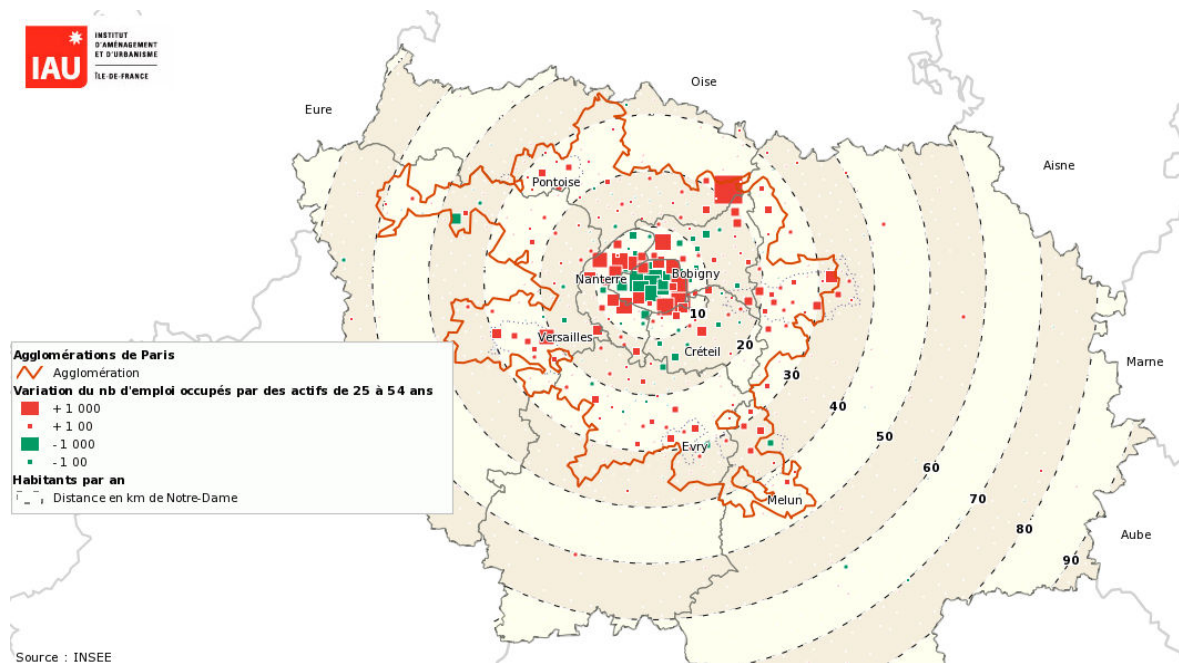 IAU
INSTITUT
D'AMÉNAGEMENT
ET D'URBANISME
ÎLE-DE-FRANCE
Oise
Eure
Aisne
Pontoise
Nanterre
Bobigny
10
Versailles
Créteil
20
Marne
30
40
50
Evry
60
70
Melun
80
Aube
90
Agglomérations de Paris
Agglomération
Variation du nb d'emploi occupés par des actifs de 25 à 54 ans
+ 1 000
+ 1 00
- 1 000
- 1 00
Habitants par an
Distance en km de Notre-Dame
Source : INSEE